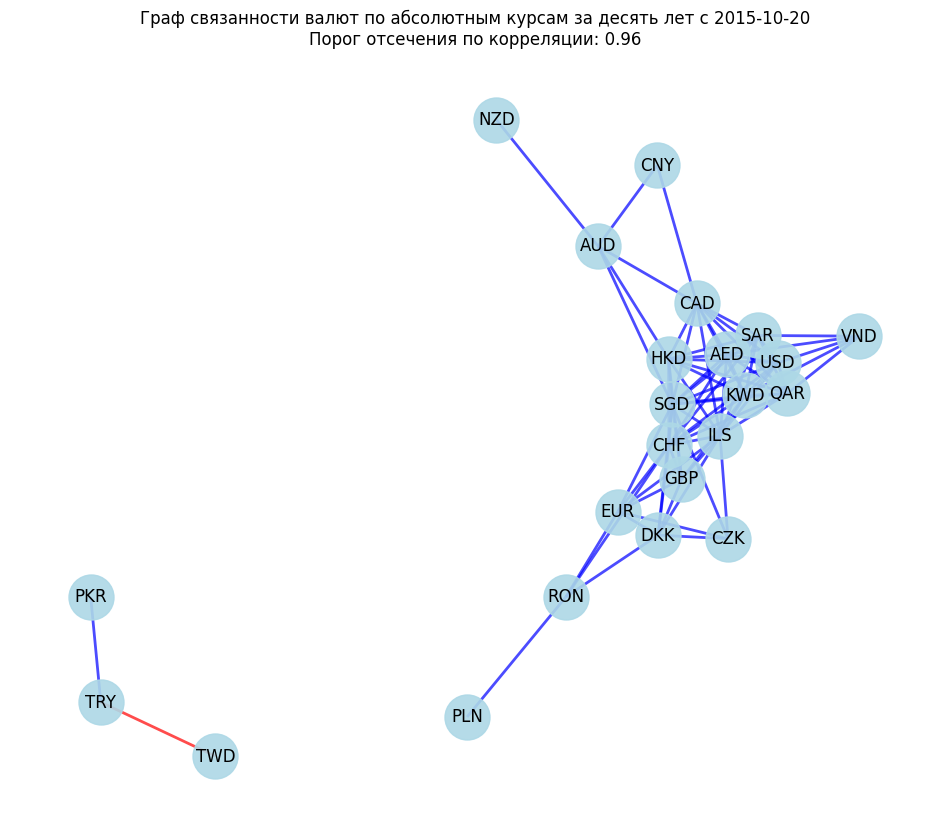 Граф связанности валют по абсолютным курсам за десять лет с 2015-10-20
Порог отсечения по корреляции: 0.96
NZD
CNY
AUD
CAD
SAR
VND
HKD
AED
USD
KWD
QAR
SGD
ILS
CHF
GBP
EUR
DKK
CZK
PKR
RON
TRY
PLN
TWD